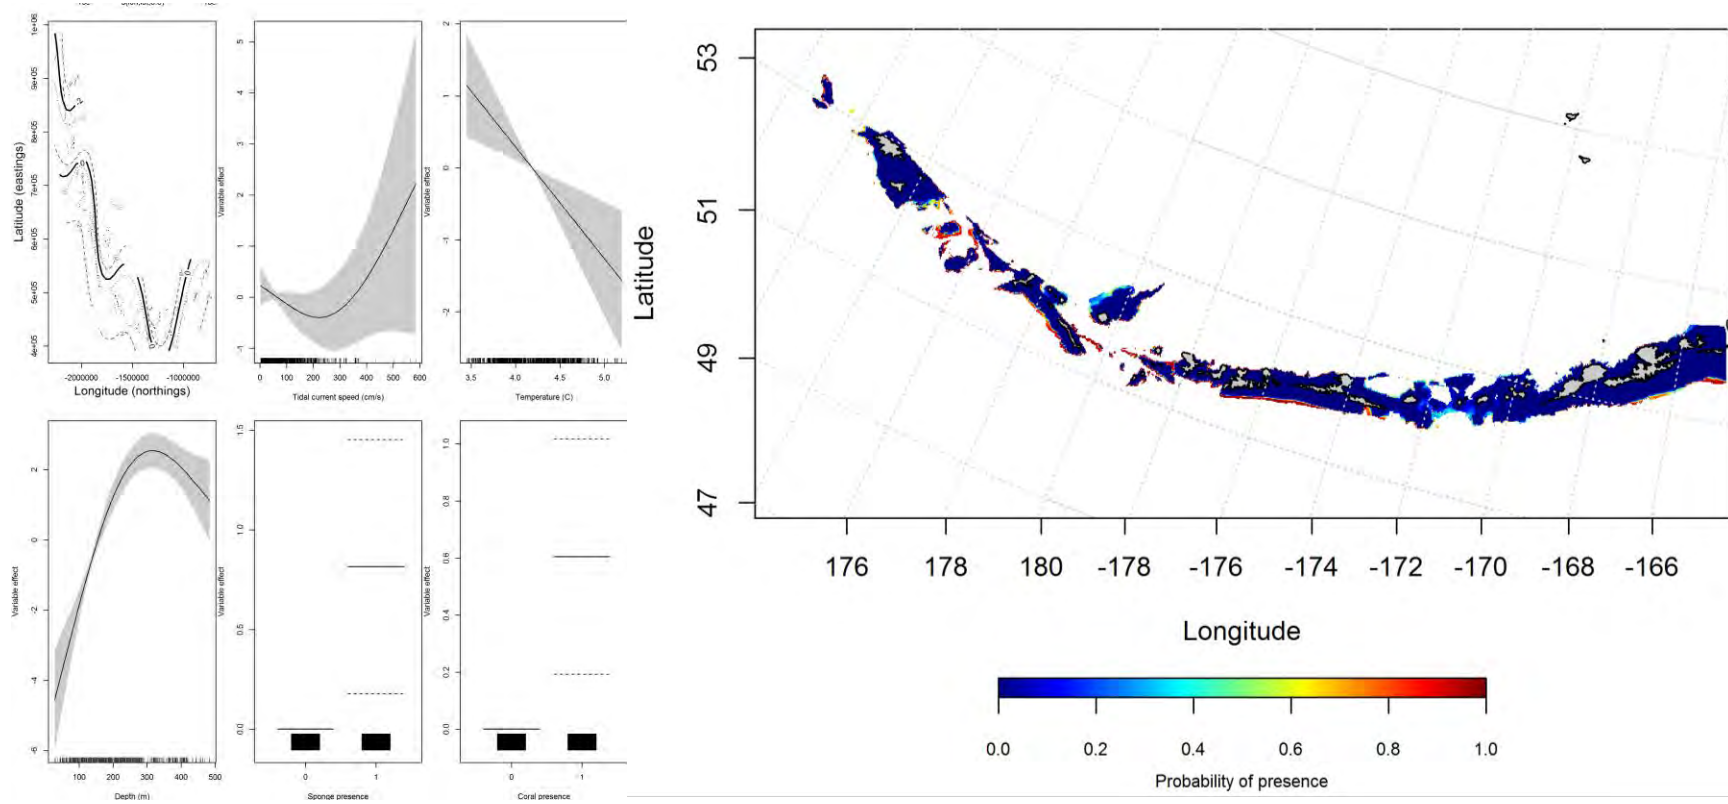 1e+06
9e+05
8e+05
7e+05
6e+05
5e+05
4e+05
Latitude (eastings)
-2000000 -1500000 -1000000
Longitude (northings)
5
4
3
2
1
0
-1
Variable effect
0 100 200 300 400 500 600
Tidal current speed (cm/s)
2
1
0
-1
-2
Variable effect
3.5 4.0 4.5 5.0
Temperature (C)
2
0
-2
-4
-6
Variable effect
100 200 300 400 500
Depth (m)
1.5
1.0
0.5
0.0
Variable effect
0 1
Sponge presence
1.0
0.8
0.6
0.4
0.2
0.0
Variable effect
0 1
Coral presence
53
51
49
47
Latitude
176 178 180 -178 -176 -174 -172 -170 -168 -166
Longitude
0.0 0.2 0.4 0.6 0.8 1.0
Probability of presence